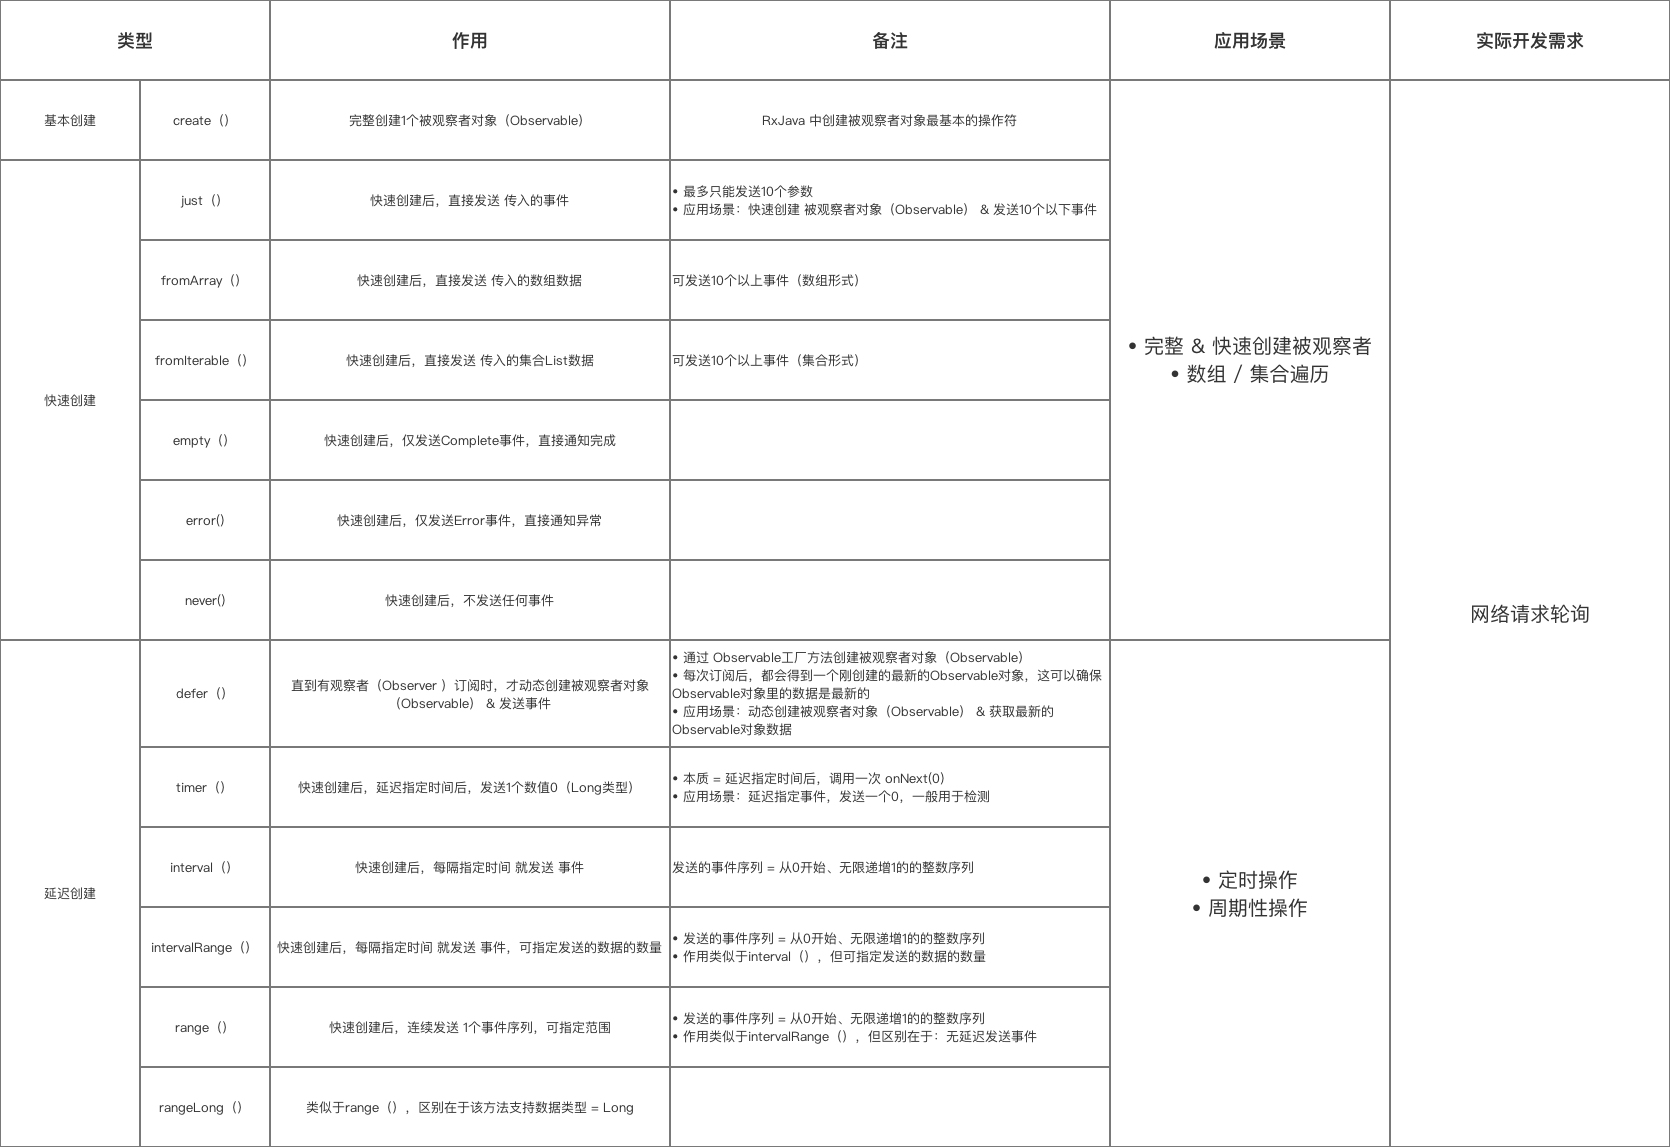 类型
作用
备注
应用场景
实际开发需求
基本创建
create（）
完整创建1个被观察者对象（Observable）
RxJava 中创建被观察者对象最基本的操作符
快速创建
just（）
快速创建后，直接发送 传入的事件
• 最多只能发送10个参数
• 应用场景：快速创建 被观察者对象（Observable） & 发送10个以下事件
fromArray（）
快速创建后，直接发送 传入的数组数据
可发送10个以上事件（数组形式）
fromIterable（）
快速创建后，直接发送 传入的集合List数据
可发送10个以上事件（集合形式）
empty（）
快速创建后，仅发送Complete事件，直接通知完成
error()
快速创建后，仅发送Error事件，直接通知异常
never()
快速创建后，不发送任何事件
• 完整 & 快速创建被观察者
• 数组 / 集合遍历
网络请求轮询
延迟创建
defer（）
直到有观察者（Observer ）订阅时，才动态创建被观察者对象
（Observable） & 发送事件
• 通过 Observable工厂方法创建被观察者对象（Observable）
• 每次订阅后，都会得到一个刚创建的最新的Observable对象，这可以确保
Observable对象里的数据是最新的
• 应用场景：动态创建被观察者对象（Observable） & 获取最新的
Observable对象数据
timer（）
快速创建后，延迟指定时间后，发送1个数值0（Long类型）
• 本质 = 延迟指定时间后，调用一次 onNext(0)
• 应用场景：延迟指定事件，发送一个0，一般用于检测
interval（）
快速创建后，每隔指定时间 就发送 事件
发送的事件序列 = 从0开始、无限递增1的的整数序列
intervalRange（）
快速创建后，每隔指定时间 就发送 事件，可指定发送的数据的数量
• 发送的事件序列 = 从0开始、无限递增1的的整数序列
• 作用类似于interval（），但可指定发送的数据的数量
range（）
快速创建后，连续发送 1个事件序列，可指定范围
• 发送的事件序列 = 从0开始、无限递增1的的整数序列
• 作用类似于intervalRange（），但区别在于：无延迟发送事件
rangeLong（）
类似于range（），区别在于该方法支持数据类型 = Long
• 定时操作
• 周期性操作